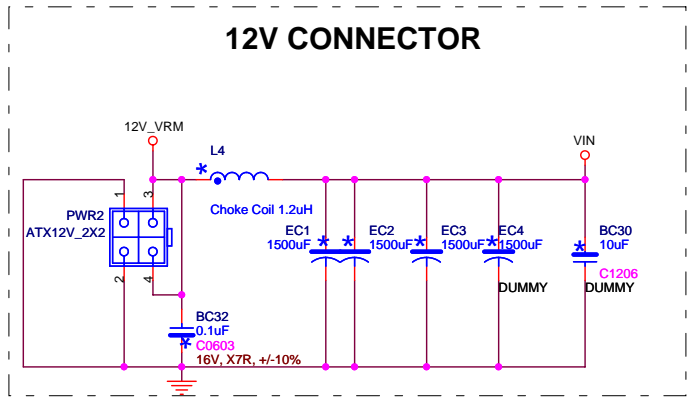 12V CONNECTOR
12V_VRM
L4
VIN
Choke Coil 1.2uH
1
3
PWR2
ATX12V_2X2
2
4
EC1
1500uF
EC2
1500uF
EC3
1500uF
EC4
1500uF
DUMMY
BC30
10uF
C1206
DUMMY
BC32
0.1uF
C0603
16V, X7R, +/-10%